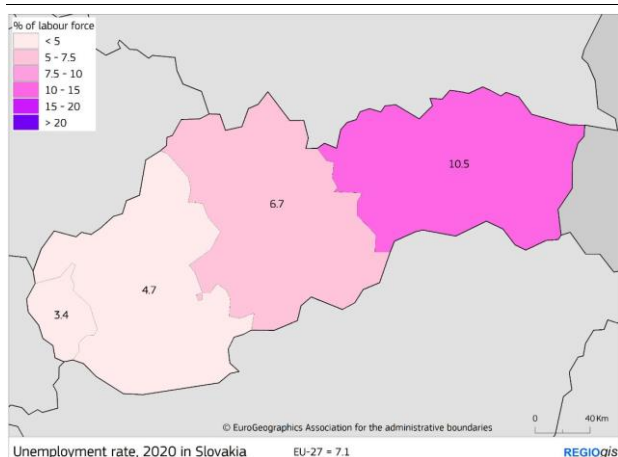 % of labour force
< 5
5 - 7.5
7.5 - 10
10 - 15
15 - 20
> 20
10.5
6.7
4.7
3.4
© EuroGeographics Association for the administrative boundaries
0 40 Km
Unemployment rate, 2020 in Slovakia EU-27 = 7.1 REGIOgis